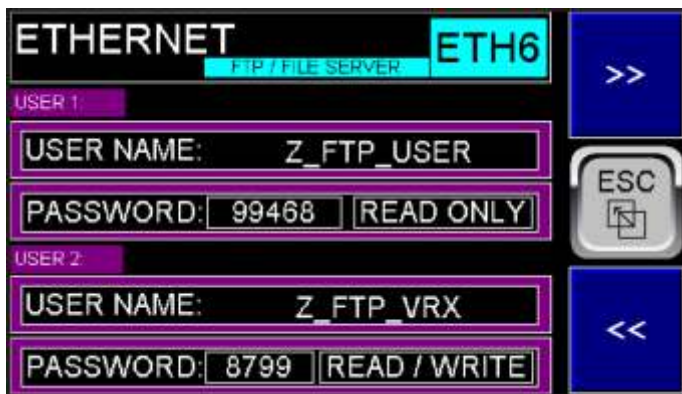 ETHERNET
FTP / FILE SERVER
ETH6
>>
USER 1:
USER NAME: Z_FTP_USER
PASSWORD: 99468 READ ONLY
ESC
USER 2:
USER NAME: Z_FTP_VRX
PASSWORD: 8799 READ / WRITE
<<